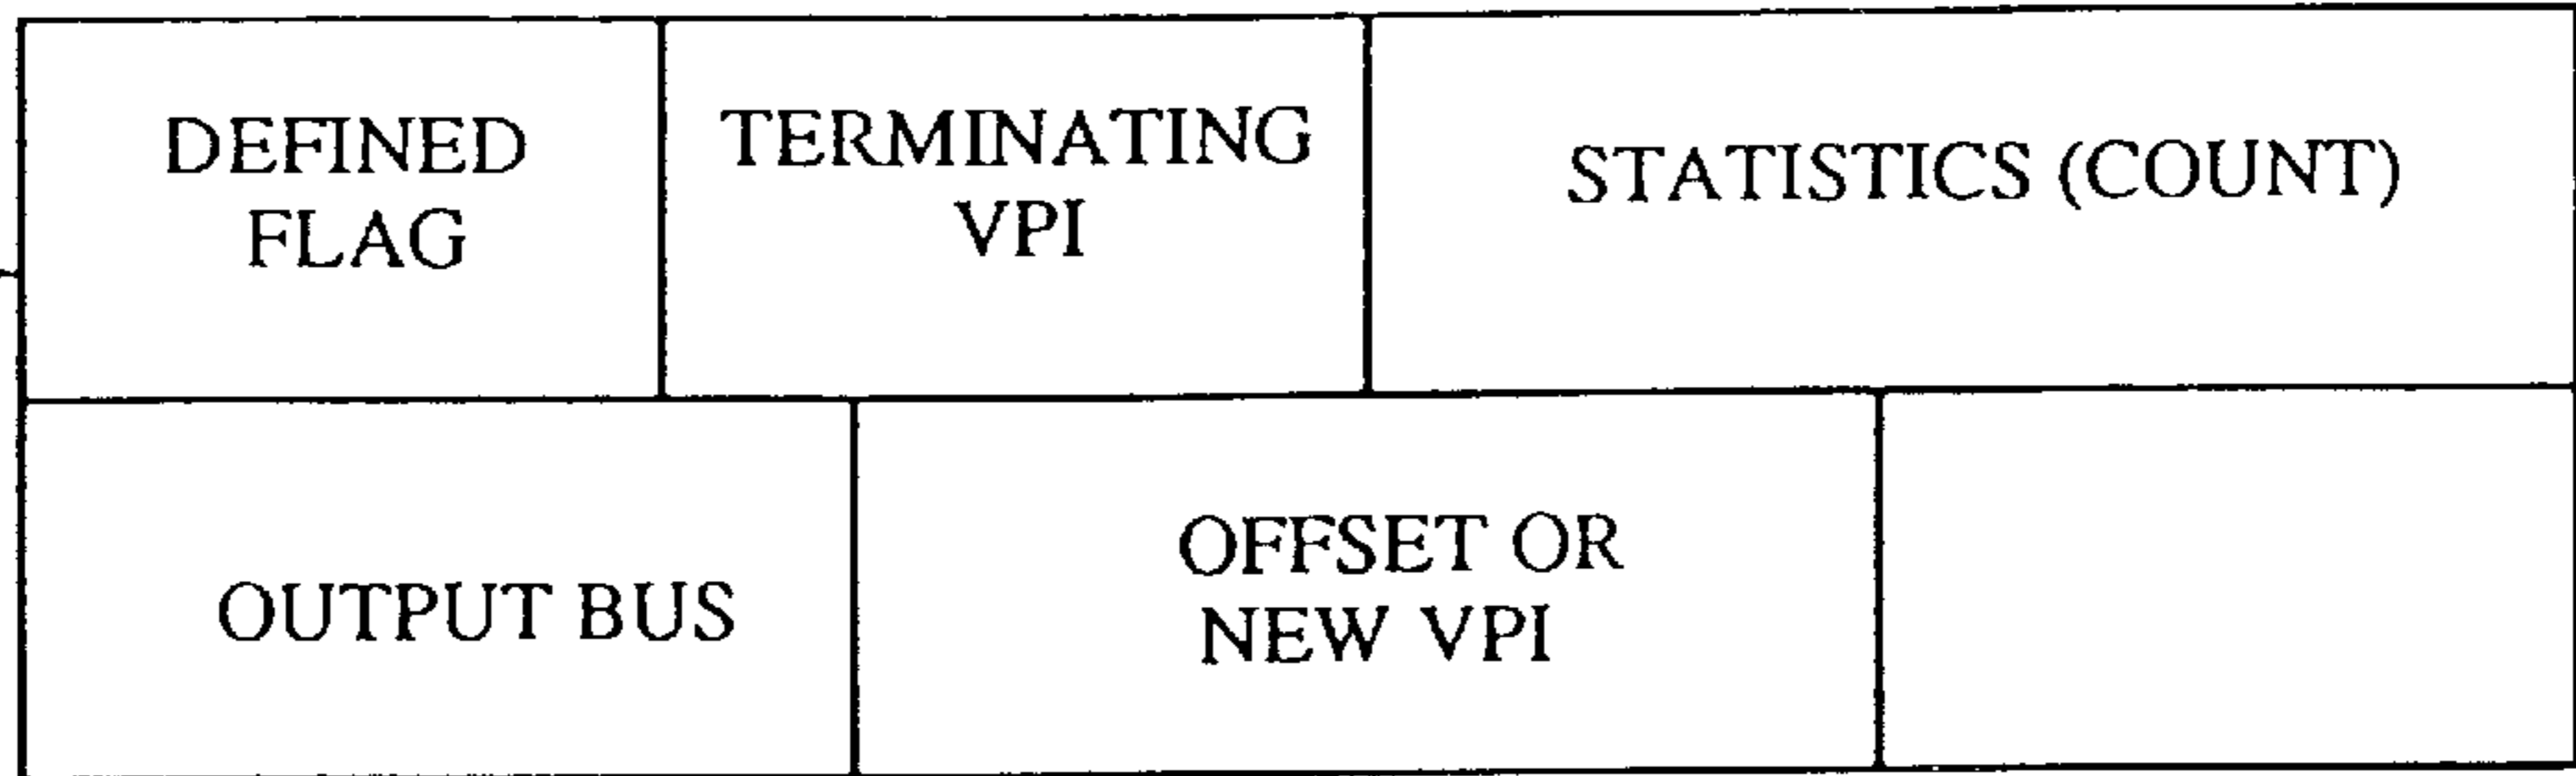 DEFINED
FLAG
TERMINATING
VPI
STATISTICS (COUNT)
OUTPUT BUS
OFFSET OR
NEW VPI